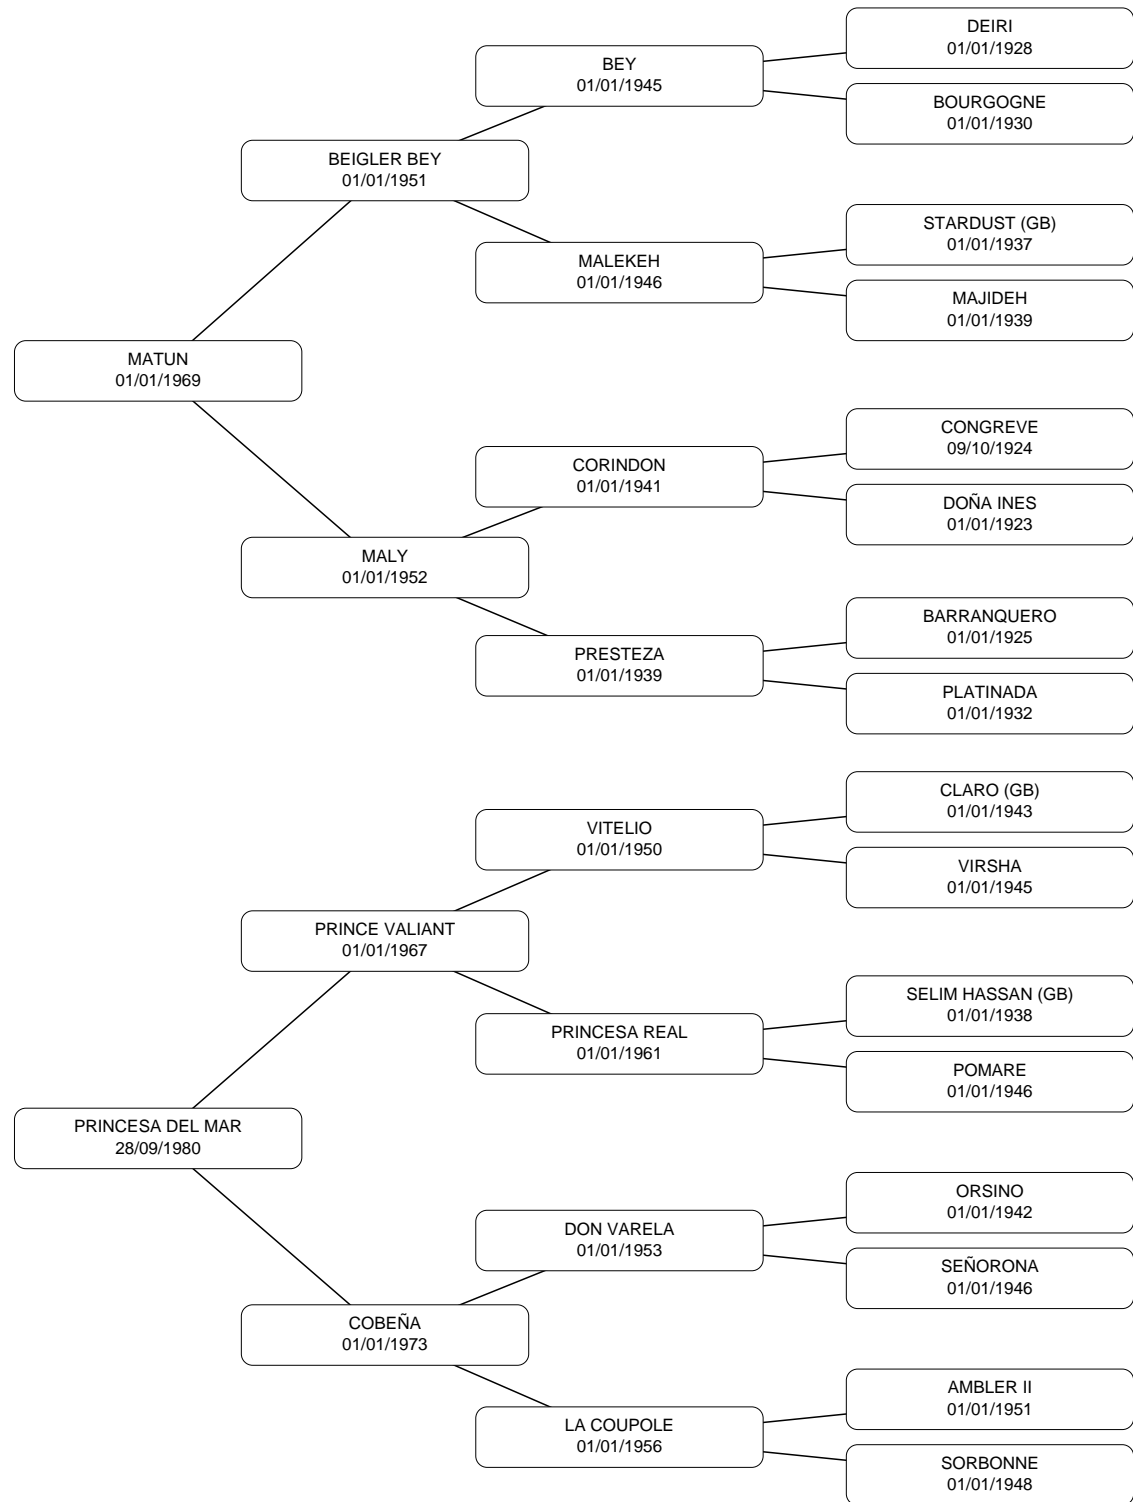 DEIRI
01/01/1928
BEY
01/01/1945
BOURGOGNE
01/01/1930
BEIGLER BEY
01/01/1951
STARDUST (GB)
01/01/1937
MALEKEH
01/01/1946
MAJIDEH
01/01/1939
MATUN
01/01/1969
CONGREVE
09/10/1924
CORINDON
01/01/1941
DOÑA INES
01/01/1923
MALY
01/01/1952
BARRANQUERO
01/01/1925
PRESTEZA
01/01/1939
PLATINADA
01/01/1932
CLARO (GB)
01/01/1943
VITELIO
01/01/1950
VIRSHA
01/01/1945
PRINCE VALIANT
01/01/1967
SELIM HASSAN (GB)
01/01/1938
PRINCESA REAL
01/01/1961
POMARE
01/01/1946
PRINCESA DEL MAR
28/09/1980
ORSINO
01/01/1942
DON VARELA
01/01/1953
SEÑORONA
01/01/1946
COBEÑA
01/01/1973
AMBLER II
01/01/1951
LA COUPOLE
01/01/1956
SORBONNE
01/01/1948